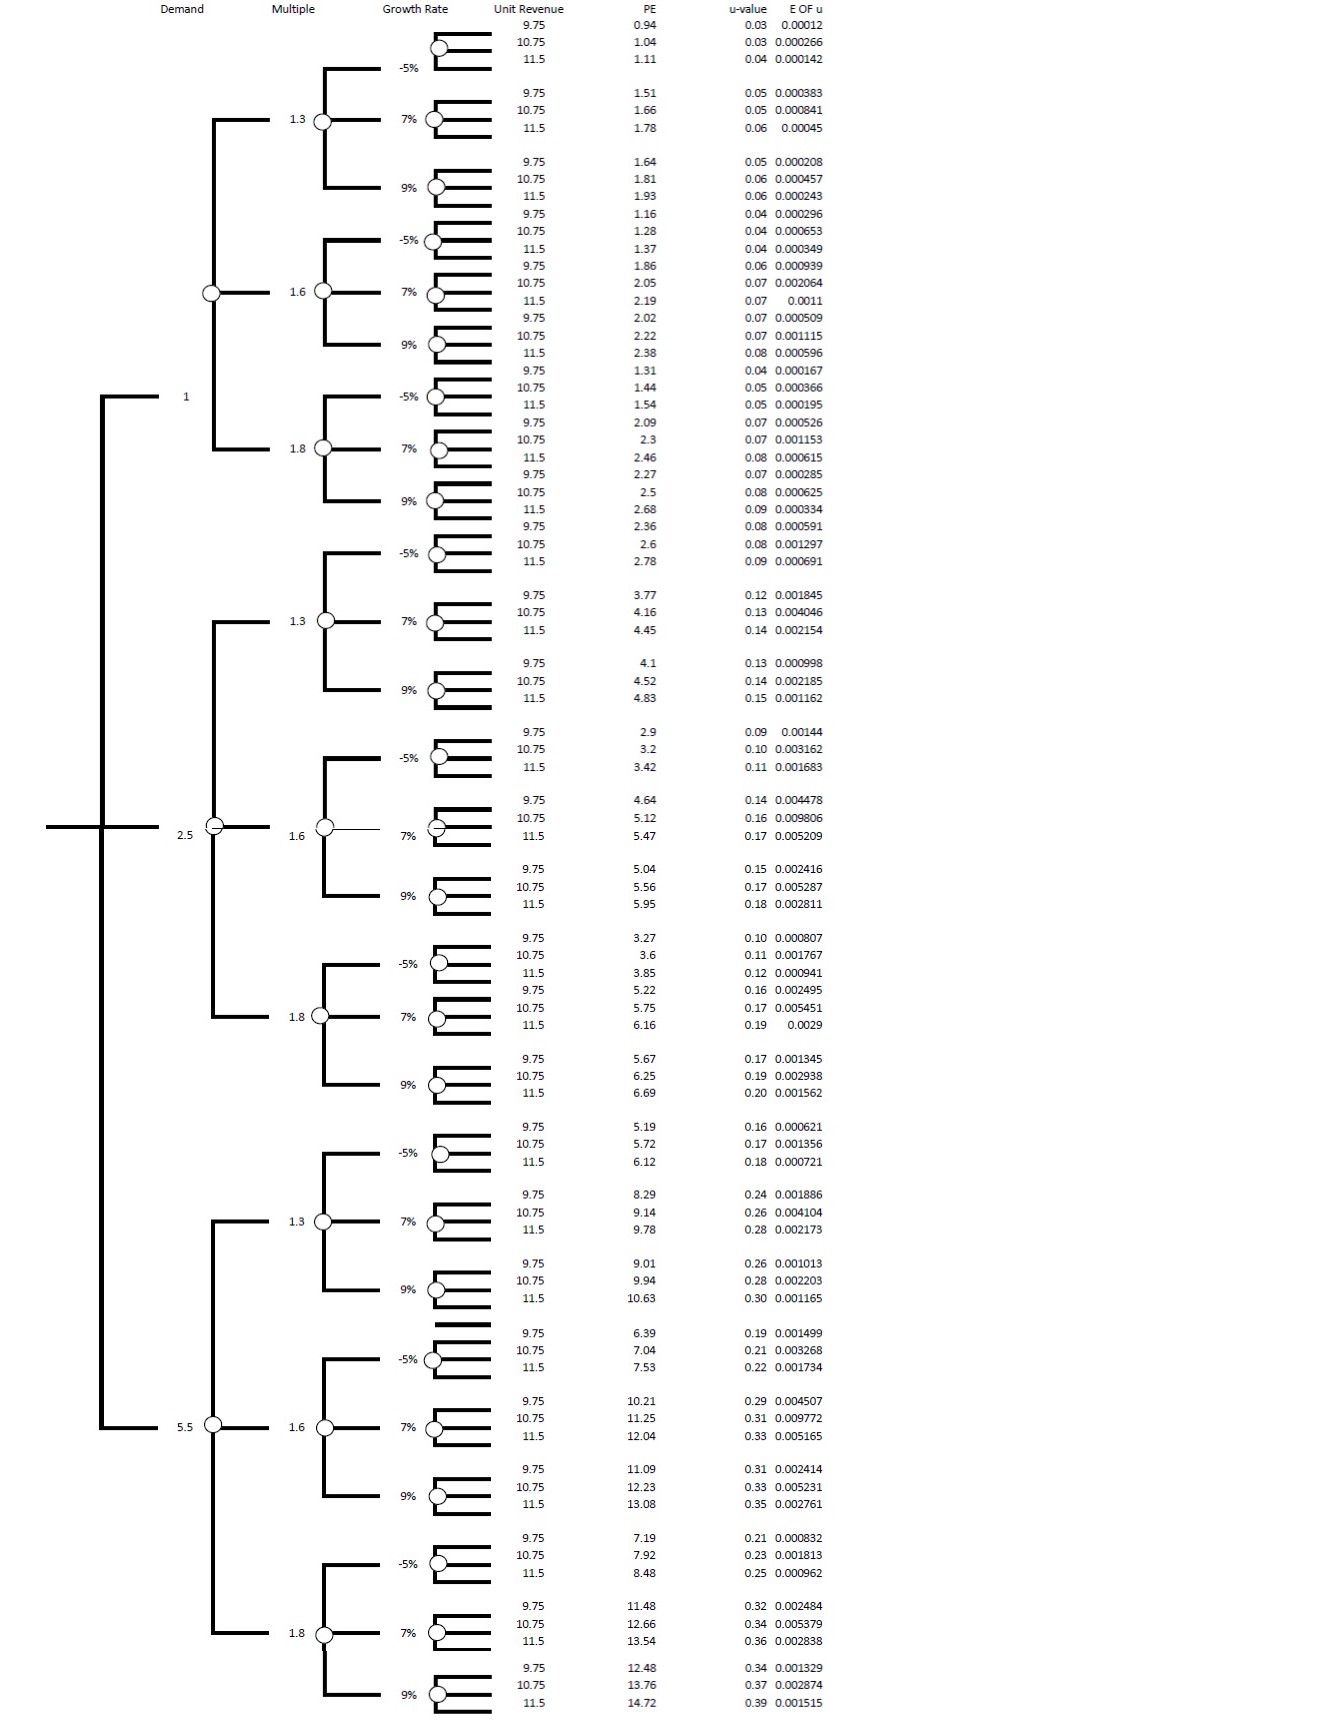 Demand Multiple Growth Rate Unit Revenue PE u-value E OF u
9.75 0.94 0.03 0.00012
10.75 1.04 0.03 0.000266
11.5 1.11 0.04 0.000142
-5%
9.75 1.51 0.05 0.000383
10.75 1.66 0.05 0.000841
1.3 7%
11.5 1.78 0.06 0.00045
9.75 1.64 0.05 0.000208
10.75 1.81 0.06 0.000457
9%
11.5 1.93 0.06 0.000243
9.75 1.16 0.04 0.000296
10.75 1.28 0.04 0.000653
-5%
11.5 1.37 0.04 0.000349
9.75 1.86 0.06 0.000939
10.75 2.05 0.07 0.002064
1.6 7%
11.5 2.19 0.07 0.0011
9.75 2.02 0.07 0.000509
10.75 2.22 0.07 0.001115
9%
11.5 2.38 0.08 0.000596
9.75 1.31 0.04 0.000167
10.75 1.44 0.05 0.000366
1 -5%
11.5 1.54 0.05 0.000195
9.75 2.09 0.07 0.000526
10.75 2.3 0.07 0.001153
1.8 7%
11.5 2.46 0.08 0.000615
9.75 2.27 0.07 0.000285
10.75 2.5 0.08 0.000625
9%
11.5 2.68 0.09 0.000334
9.75 2.36 0.08 0.000591
10.75 2.6 0.08 0.001297
-5%
11.5 2.78 0.09 0.000691
9.75 3.77 0.12 0.001845
10.75 4.16 0.13 0.004046
1.3 7%
11.5 4.45 0.14 0.002154
9.75 4.1 0.13 0.000998
10.75 4.52 0.14 0.002185
9%
11.5 4.83 0.15 0.001162
9.75 2.9 0.09 0.00144
10.75 3.2 0.10 0.003162
-5%
11.5 3.42 0.11 0.001683
9.75 4.64 0.14 0.004478
10.75 5.12 0.16 0.009806
2.5 1.6 7% 11.5 5.47 0.17 0.005209
9.75 5.04 0.15 0.002416
10.75 5.56 0.17 0.005287
9%
11.5 5.95 0.18 0.002811
9.75 3.27 0.10 0.000807
10.75 3.6 0.11 0.001767
-5%
11.5 3.85 0.12 0.000941
9.75 5.22 0.16 0.002495
10.75 5.75 0.17 0.005451
1.8 7%
11.5 6.16 0.19 0.0029
9.75 5.67 0.17 0.001345
10.75 6.25 0.19 0.002938
9%
11.5 6.69 0.20 0.001562
9.75 5.19 0.16 0.000621
10.75 5.72 0.17 0.001356
-5%
11.5 6.12 0.18 0.000721
9.75 8.29 0.24 0.001886
10.75 9.14 0.26 0.004104
1.3 7%
11.5 9.78 0.28 0.002173
9.75 9.01 0.26 0.001013
10.75 9.94 0.28 0.002203
9%
11.5 10.63 0.30 0.001165
9.75 6.39 0.19 0.001499
10.75 7.04 0.21 0.003268
-5%
11.5 7.53 0.22 0.001734
9.75 10.21 0.29 0.004507
10.75 11.25 0.31 0.009772
5.5 1.6 7%
11.5 12.04 0.33 0.005165
9.75 11.09 0.31 0.002414
10.75 12.23 0.33 0.005231
9%
11.5 13.08 0.35 0.002761
9.75 7.19 0.21 0.000832
10.75 7.92 0.23 0.001813
-5%
11.5 8.48 0.25 0.000962
9.75 11.48 0.32 0.002484
10.75 12.66 0.34 0.005379
1.8 7%
11.5 13.54 0.36 0.002838
9.75 12.48 0.34 0.001329
10.75 13.76 0.37 0.002874
9%
11.5 14.72 0.39 0.001515